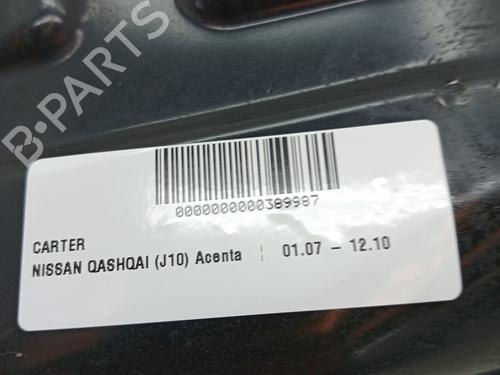 B-PARTS
0000000000389987
CARTER
NISSAN QASHQAI (J10) Acenta ¦ 01.07 - 12.10